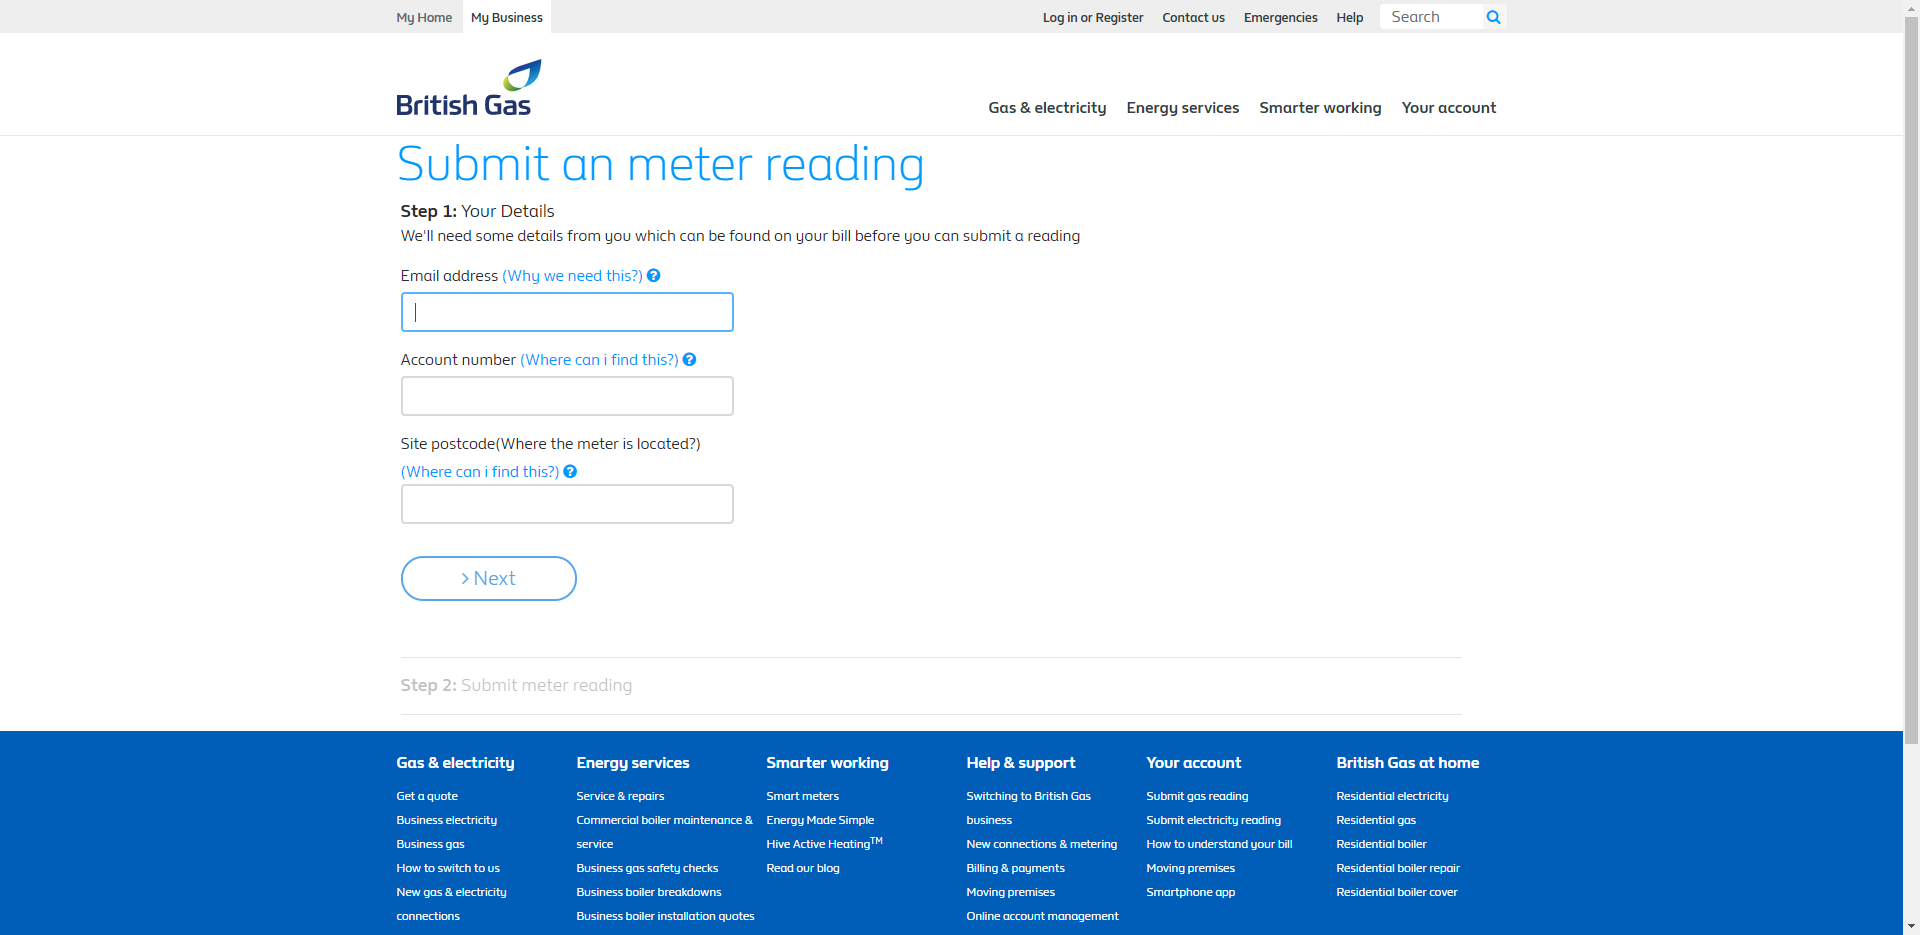 My Home My Business Log in or Register Contact us Emergencies Help Search
British Gas
Gas & electricity Energy services Smarter working Your account
Submit an meter reading
Step 1: Your Details
We'll need some details from you which can be found on your bill before you can submit a reading
Email address (Why we need this?)
Account number (Where can i find this?)
Site postcode(Where the meter is located?)
(Where can i find this?)
Next
Step 2: Submit meter reading
Gas & electricity
Get a quote
Business electricity
Business gas
How to switch to us
New gas & electricity
connections
Energy services
Service & repairs
Commercial boiler maintenance &
service
Business gas safety checks
Business boiler breakdowns
Business boiler installation quotes
Smarter working
Smart meters
Energy Made Simple
Hive Active Heating™
Read our blog
Help & support
Switching to British Gas
business
New connections & metering
Billing & payments
Moving premises
Online account management
Your account
Submit gas reading
Submit electricity reading
How to understand your bill
Moving premises
Smartphone app
British Gas at home
Residential electricity
Residential gas
Residential boiler
Residential boiler repair
Residential boiler cover